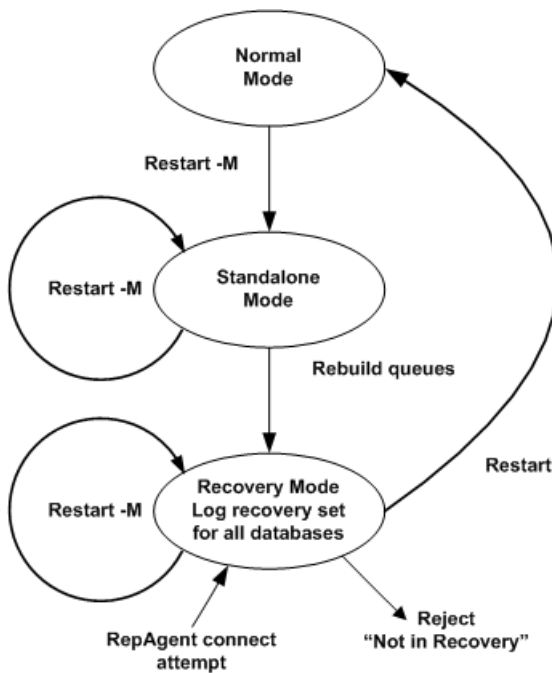 Normal
Mode
Restart -M
Restart -M
Standalone
Mode
Rebuild queues
Restart
Restart -M
Recovery Mode
Log recovery set
for all databases
RepAgent connect
attempt
Reject
“Not in Recovery”